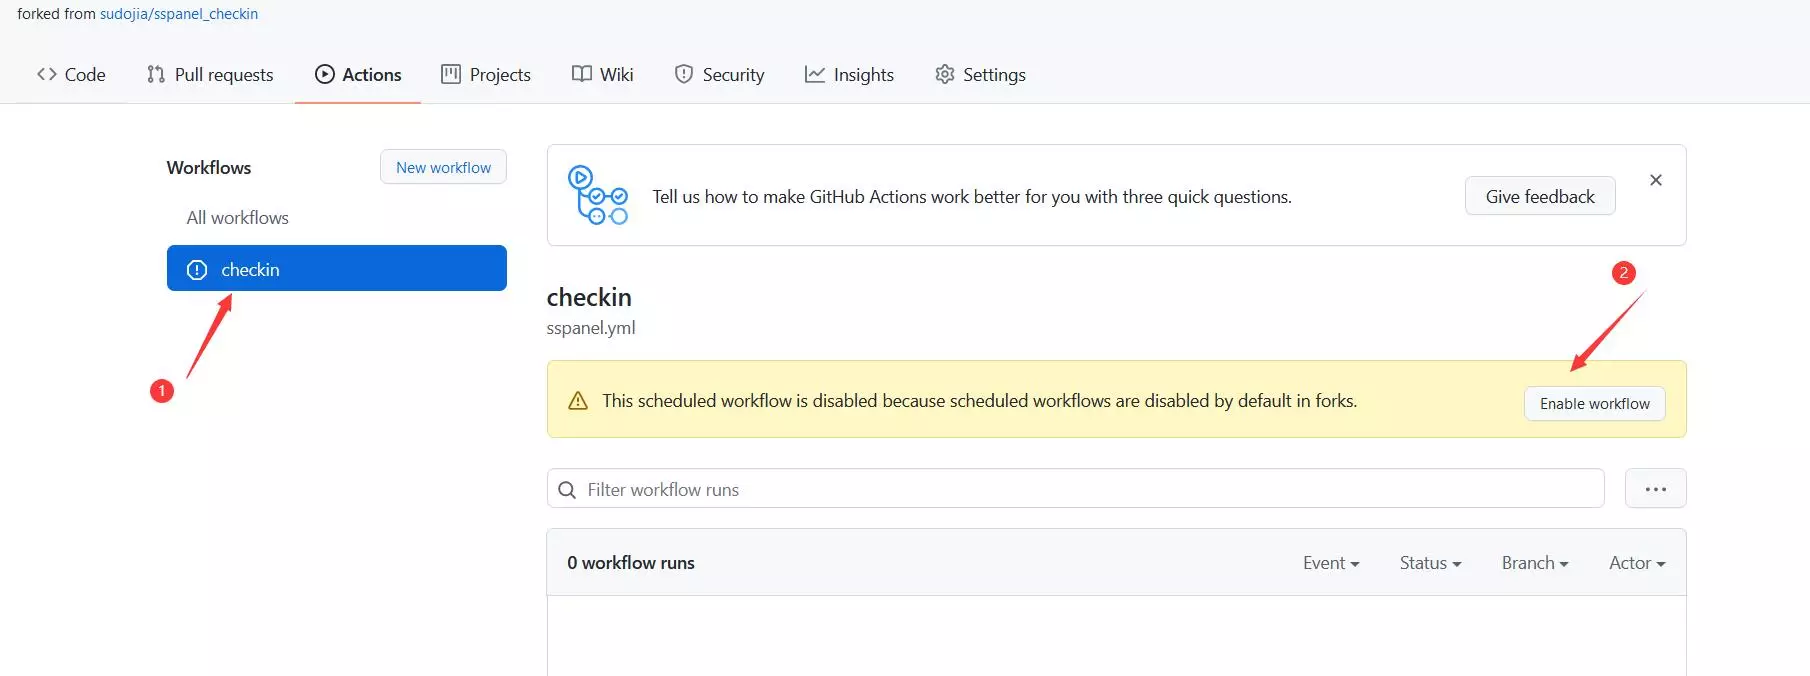 forked from sudojia/sspanel_checkin
Code Pull requests Actions Projects Wiki Security Insights Settings
Workflows New workflow
All workflows
checkin
1
Tell us how to make GitHub Actions work better for you with three quick questions. Give feedback
2
checkin
sspanel.yml
This scheduled workflow is disabled because scheduled workflows are disabled by default in forks. Enable workflow
Filter workflow runs
0 workflow runs Event Status Branch Actor